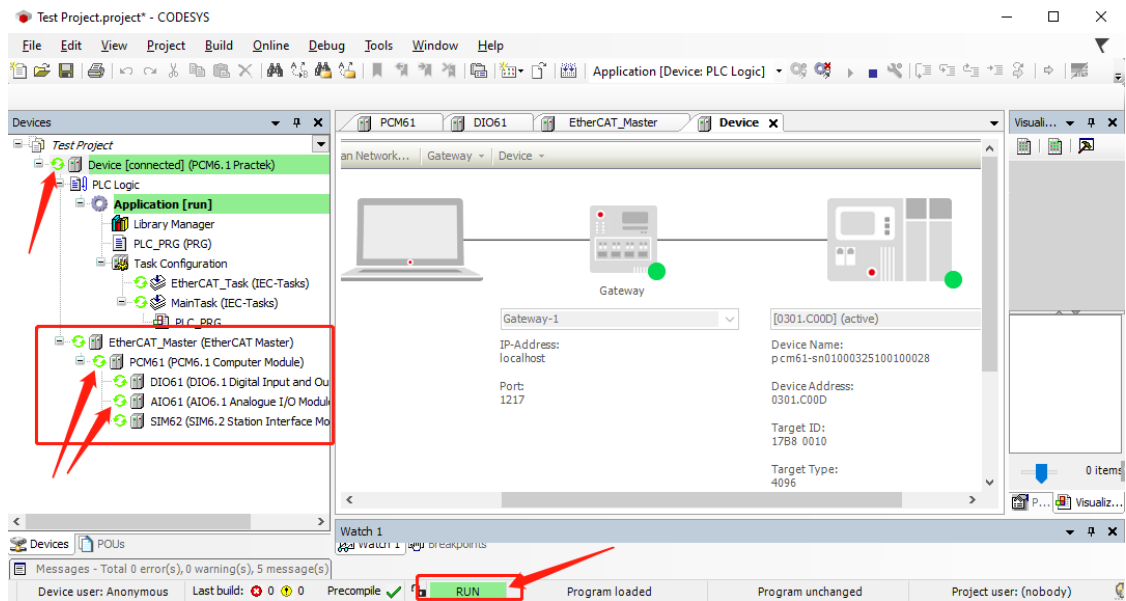 Test Project.project* - CODESYS
File Edit View Project Build Online Debug Tools Window Help
Application [Device: PLC Logic]
Devices
PCM61 DIO61 EtherCAT_Master Device
Visuali...
Test Project
Device [connected] (PCM6.1 Practek)
PLC Logic
Application [run]
Library Manager
PLC_PRG (PRG)
Task Configuration
EtherCAT_Task (IEC-Tasks)
MainTask (IEC-Tasks)
PLC_PRG
EtherCAT_Master (EtherCAT Master)
PCM61 (PCM6.1 Computer Module)
DIO61 (DIO6.1 Digital Input and Ou
AIO61 (AIO6.1 Analogue I/O Module
SIM62 (SIM6.2 Station Interface Mo
an Network... Gateway Device
Gateway
Gateway-1
IP-Address:
localhost
Port:
1217
[0301.C00D] (active)
Device Name:
pcm61-sn01000325100100028
Device Address:
0301.C00D
Target ID:
17B8 0010
Target Type:
4096
0 items
P... Visualiz...
Devices POUs
Watch 1
Watch 1 Breakpoints
Messages - Total 0 error(s), 0 warning(s), 5 message(s)
Device user: Anonymous Last build: 0 0 Precompile RUN Program loaded Program unchanged Project user: (nobody)